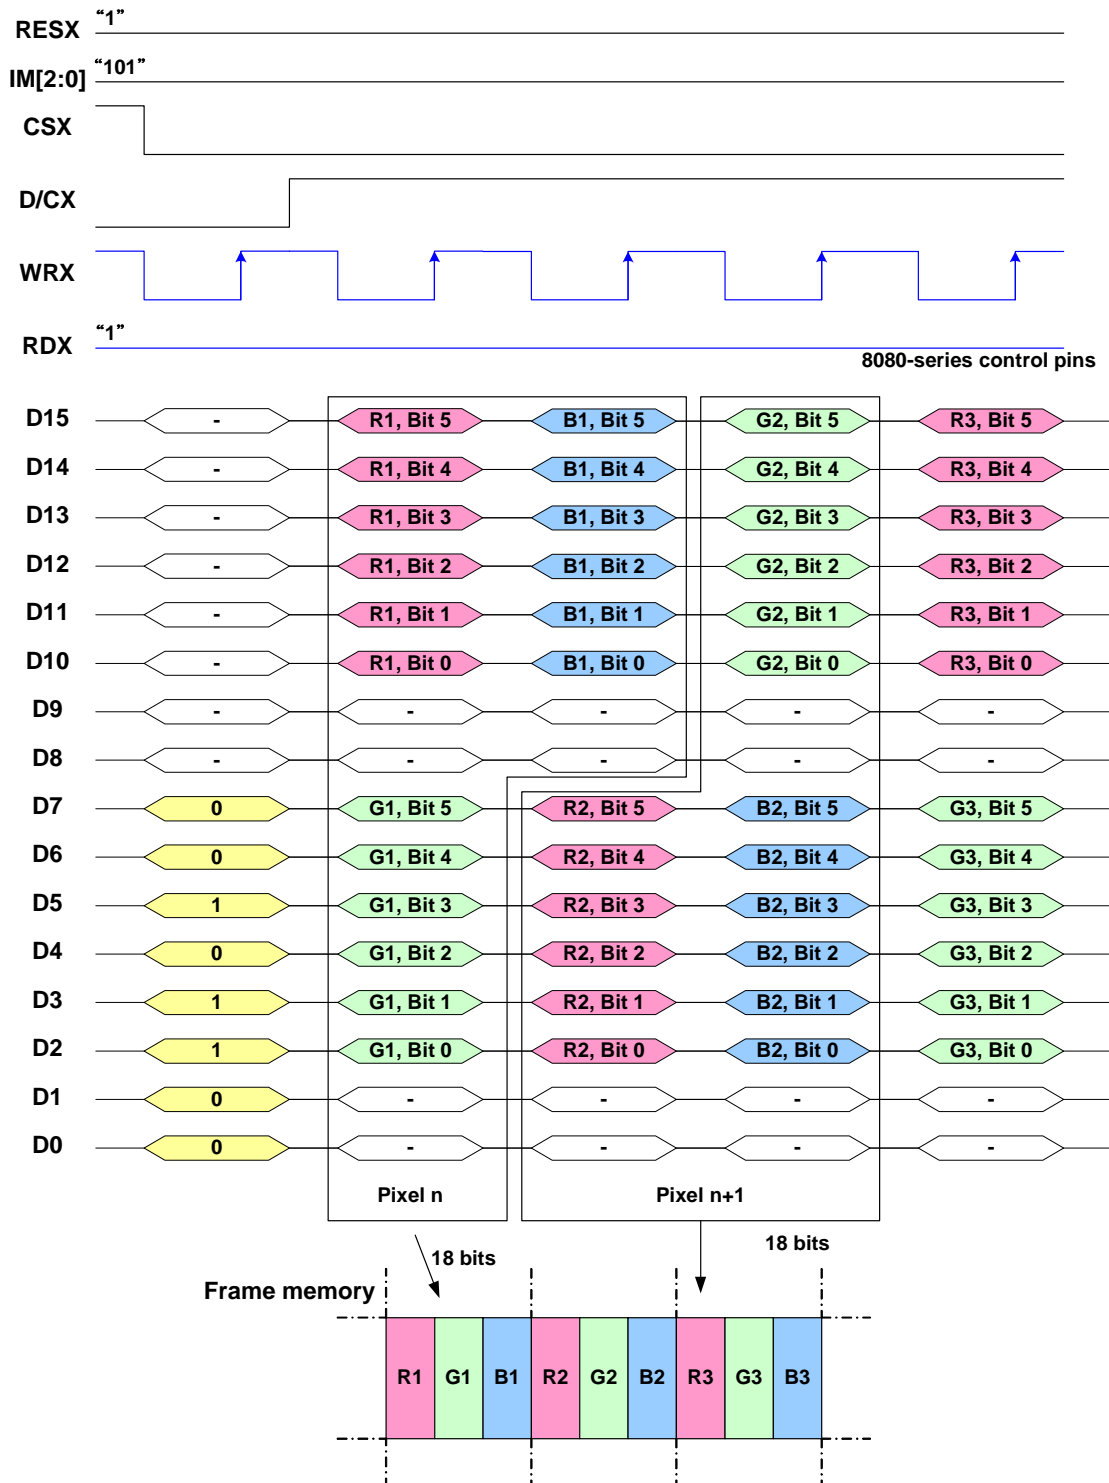 RESX “1”
IM[2:0] “101”
CSX
D/CX
WRX
RDX “1”
8080-series control pins
D15 - R1, Bit 5 B1, Bit 5 G2, Bit 5 R3, Bit 5
D14 - R1, Bit 4 B1, Bit 4 G2, Bit 4 R3, Bit 4
D13 - R1, Bit 3 B1, Bit 3 G2, Bit 3 R3, Bit 3
D12 - R1, Bit 2 B1, Bit 2 G2, Bit 2 R3, Bit 2
D11 - R1, Bit 1 B1, Bit 1 G2, Bit 1 R3, Bit 1
D10 - R1, Bit 0 B1, Bit 0 G2, Bit 0 R3, Bit 0
D9 - - - - -
D8 - - - - -
D7 0 G1, Bit 5 R2, Bit 5 B2, Bit 5 G3, Bit 5
D6 0 G1, Bit 4 R2, Bit 4 B2, Bit 4 G3, Bit 4
D5 1 G1, Bit 3 R2, Bit 3 B2, Bit 3 G3, Bit 3
D4 0 G1, Bit 2 R2, Bit 2 B2, Bit 2 G3, Bit 2
D3 1 G1, Bit 1 R2, Bit 1 B2, Bit 1 G3, Bit 1
D2 1 G1, Bit 0 R2, Bit 0 B2, Bit 0 G3, Bit 0
D1 0 - - - -
D0 0 - - - -
Pixel n Pixel n+1
18 bits 18 bits
Frame memory
R1 G1 B1 R2 G2 B2 R3 G3 B3